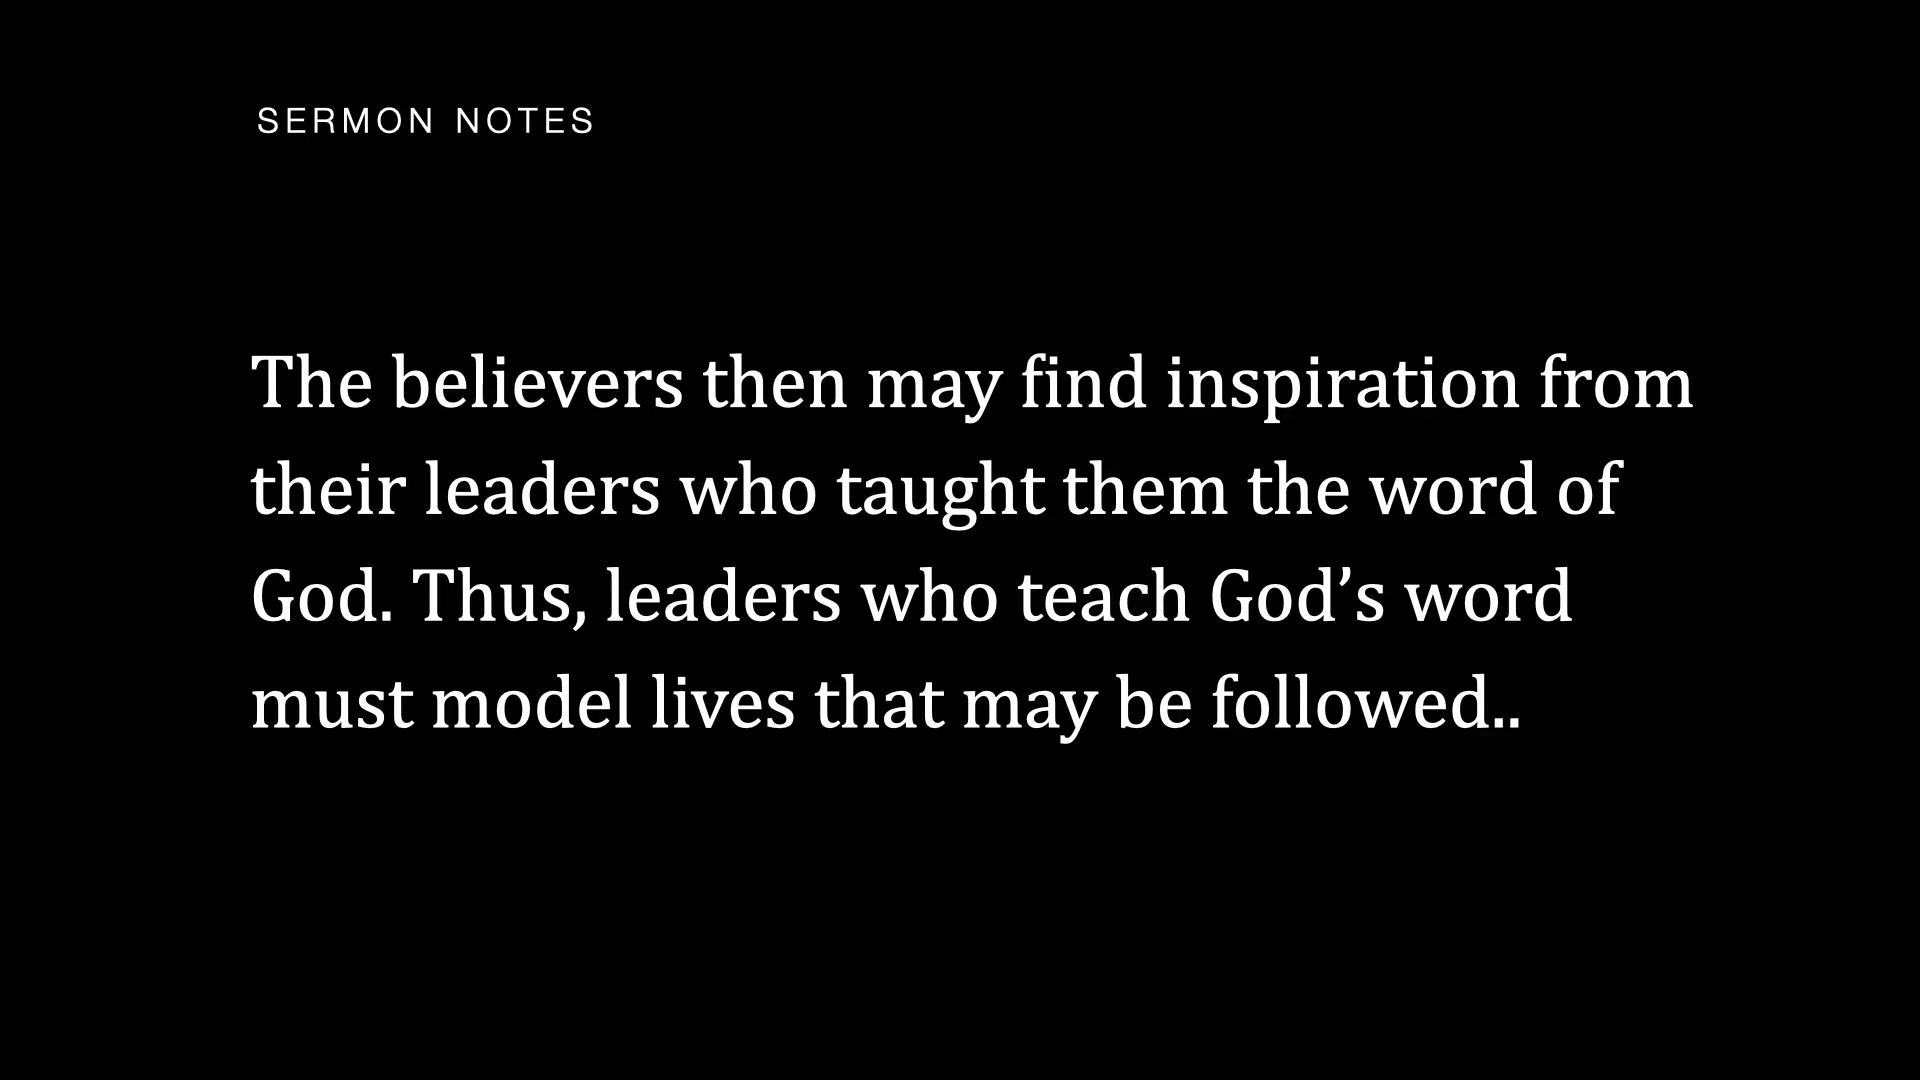 SERMON NOTES
The believers then may find inspiration from
their leaders who taught them the word of
God. Thus, leaders who teach God’s word
must model lives that may be followed..